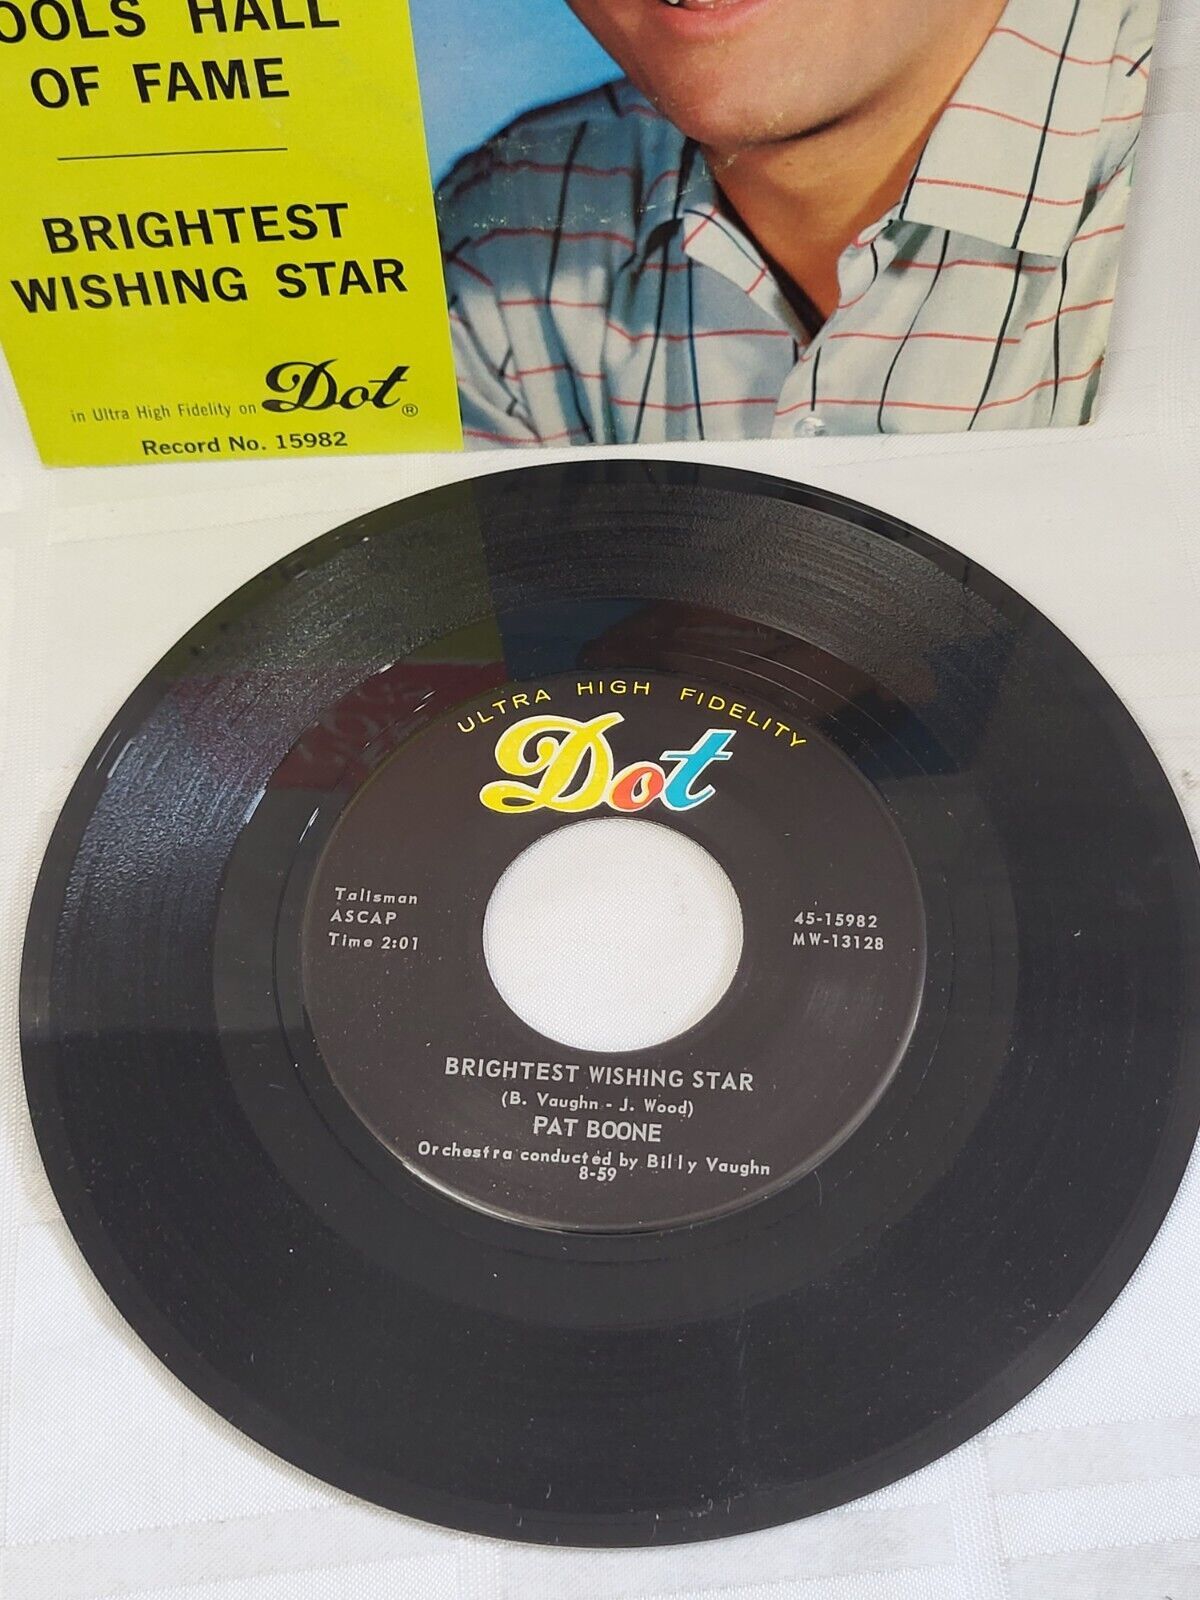 OOLS HALL
OF FAME
BRIGHTEST
WISHING STAR
in Ultra High Fidelity on Dot ®
Record No. 15982
ULTRA HIGH FIDELITY
Dot
Talisman
ASCAP
Time 2:01
45-15982
MW-13128
BRIGHTEST WISHING STAR
(B. Vaughn - J. Wood)
PAT BOONE
Orchestra conducted by Billy Vaughn
8-59